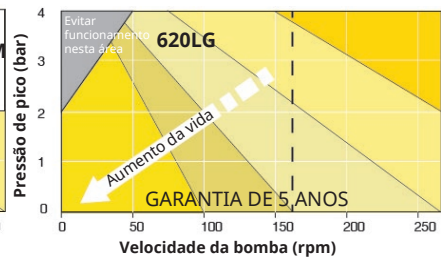 Pressão de pico (bar)
4
3
2
1
0
Evitar
funcionamento
nesta área
620LG
Aumento da vida
GARANTIA DE 5 ANOS
0
50
100
150
200
250
Velocidade da bomba (rpm)